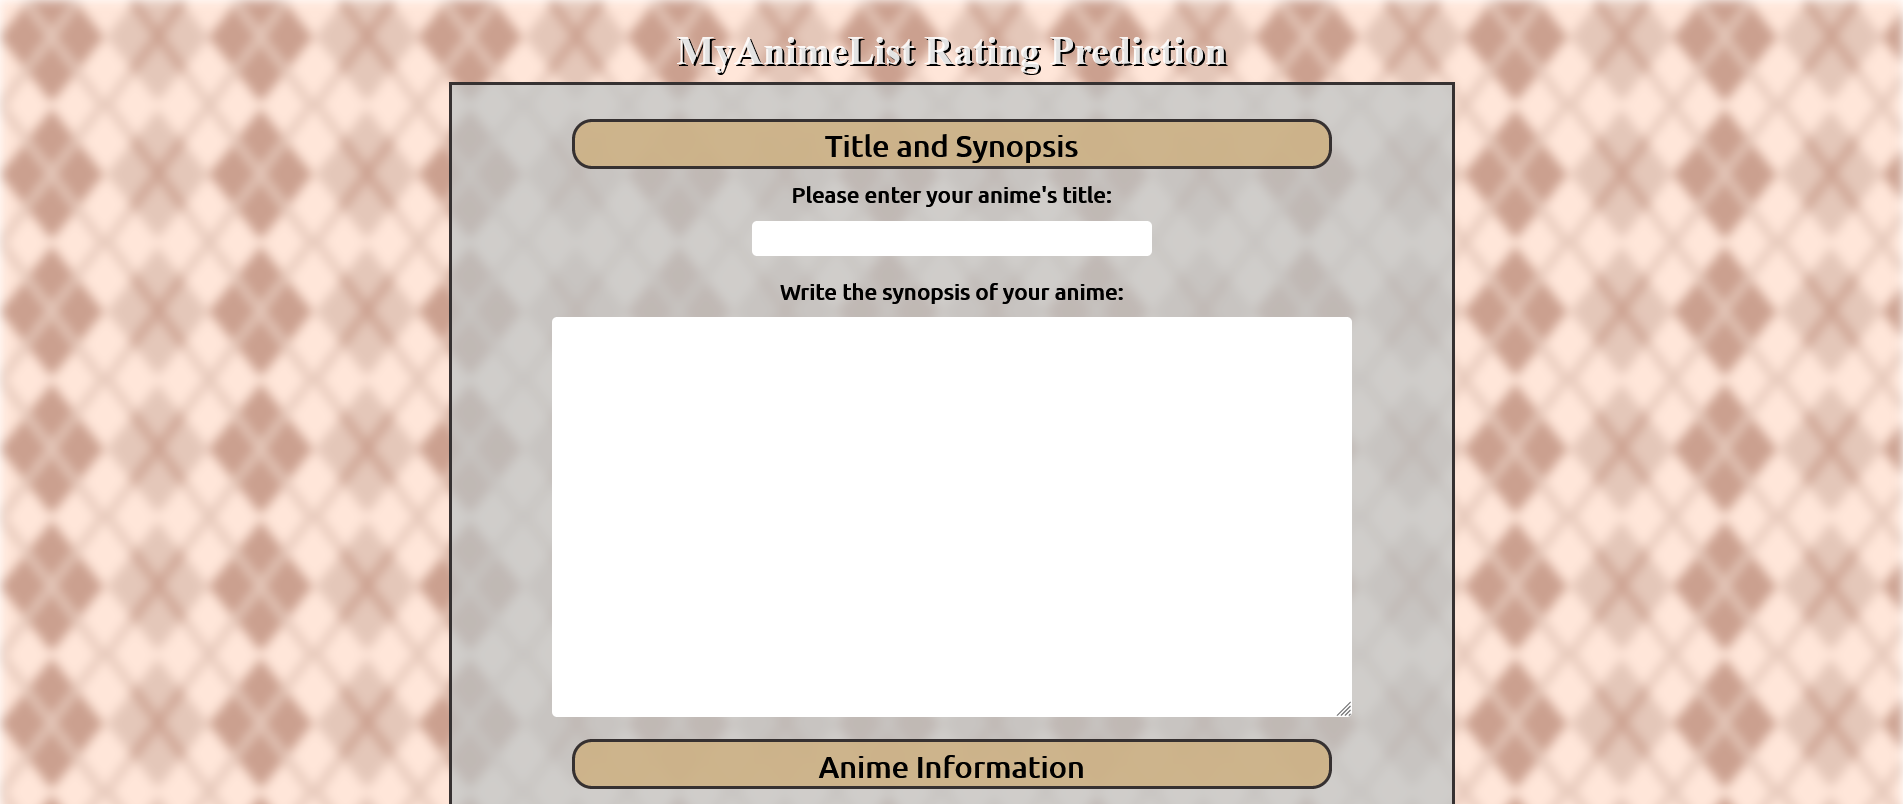 MyAnimeList Rating Prediction
Title and Synopsis
Please enter your anime's title:
Write the synopsis of your anime:
Anime Information